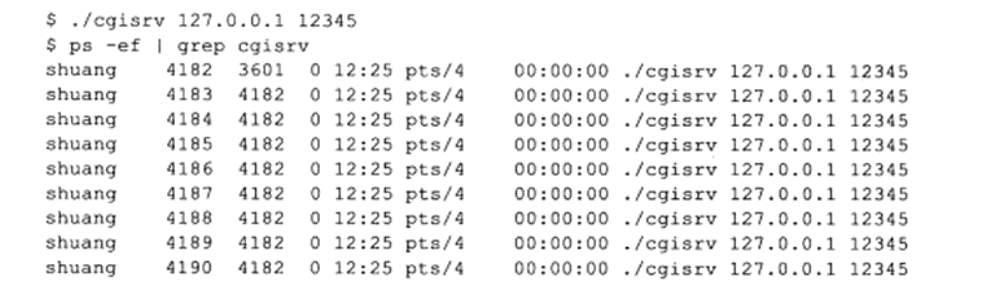 $ ./cgisrv 127.0.0.1 12345
$ ps -ef | grep cgisrv
shuang    4182  3601  0 12:25 pts/4    00:00:00 ./cgisrv 127.0.0.1 12345
shuang    4183  4182  0 12:25 pts/4    00:00:00 ./cgisrv 127.0.0.1 12345
shuang    4184  4182  0 12:25 pts/4    00:00:00 ./cgisrv 127.0.0.1 12345
shuang    4185  4182  0 12:25 pts/4    00:00:00 ./cgisrv 127.0.0.1 12345
shuang    4186  4182  0 12:25 pts/4    00:00:00 ./cgisrv 127.0.0.1 12345
shuang    4187  4182  0 12:25 pts/4    00:00:00 ./cgisrv 127.0.0.1 12345
shuang    4188  4182  0 12:25 pts/4    00:00:00 ./cgisrv 127.0.0.1 12345
shuang    4189  4182  0 12:25 pts/4    00:00:00 ./cgisrv 127.0.0.1 12345
shuang    4190  4182  0 12:25 pts/4    00:00:00 ./cgisrv 127.0.0.1 12345